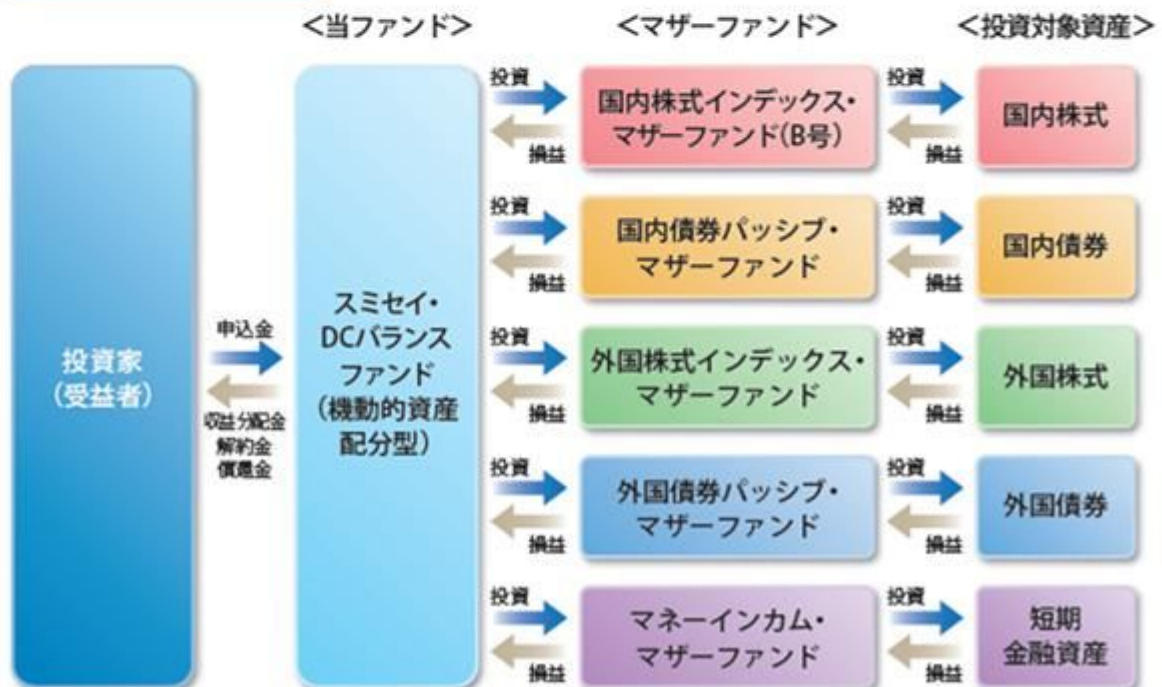 <当ファンド>
<マザーファンド>
<投資対象資産>
投資家
(受益者)
申込金
収益分配金
解約金
償還金
スミセイ・
DCバランス
ファンド
(機動的資産
配分型)
投資
損益
国内株式インデックス・
マザーファンド(B号)
投資
損益
国内株式
投資
損益
国内債券パッシブ・
マザーファンド
投資
損益
国内債券
投資
損益
外国株式インデックス・
マザーファンド
投資
損益
外国株式
投資
損益
外国債券パッシブ・
マザーファンド
投資
損益
外国債券
投資
損益
マネーインカム・
マザーファンド
投資
損益
短期
金融資産